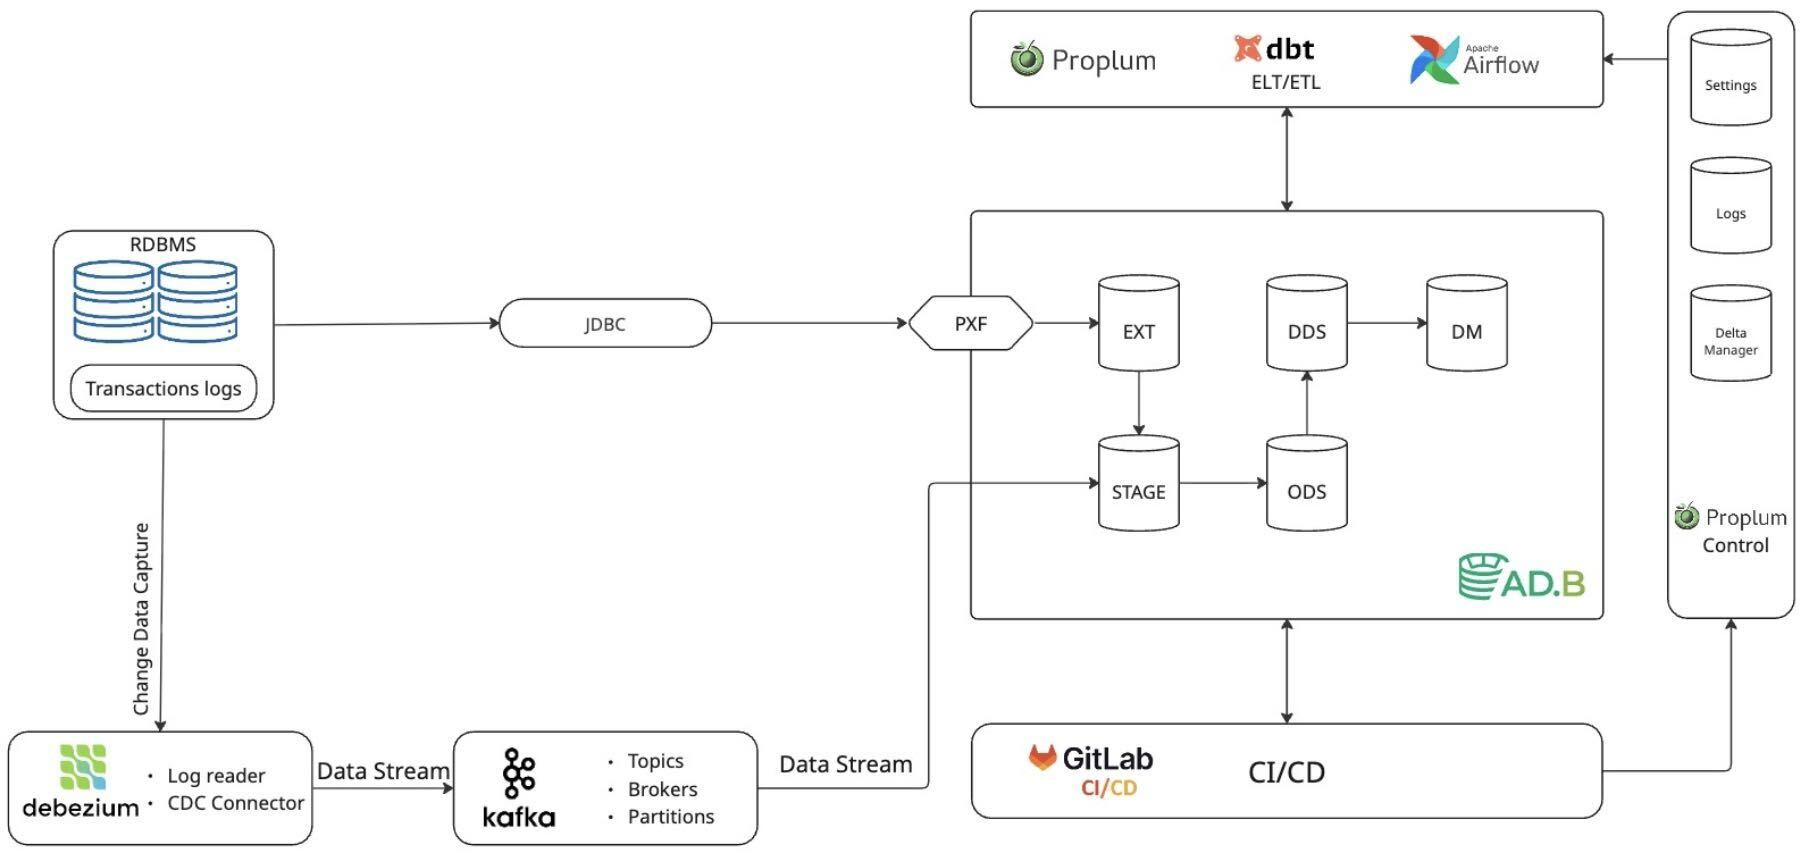 Proplum
dbt
ELT/ETL
Apache
Airflow
Settings
Logs
Delta
Manager
Proplum
Control
RDBMS
Transactions logs
JDBC
PXF
EXT
DDS
DM
STAGE
ODS
AD.B
Change Data Capture
debezium
· Log reader
· CDC Connector
Data Stream
kafka
· Topics
· Brokers
· Partitions
Data Stream
GitLab
CI/CD
CI/CD